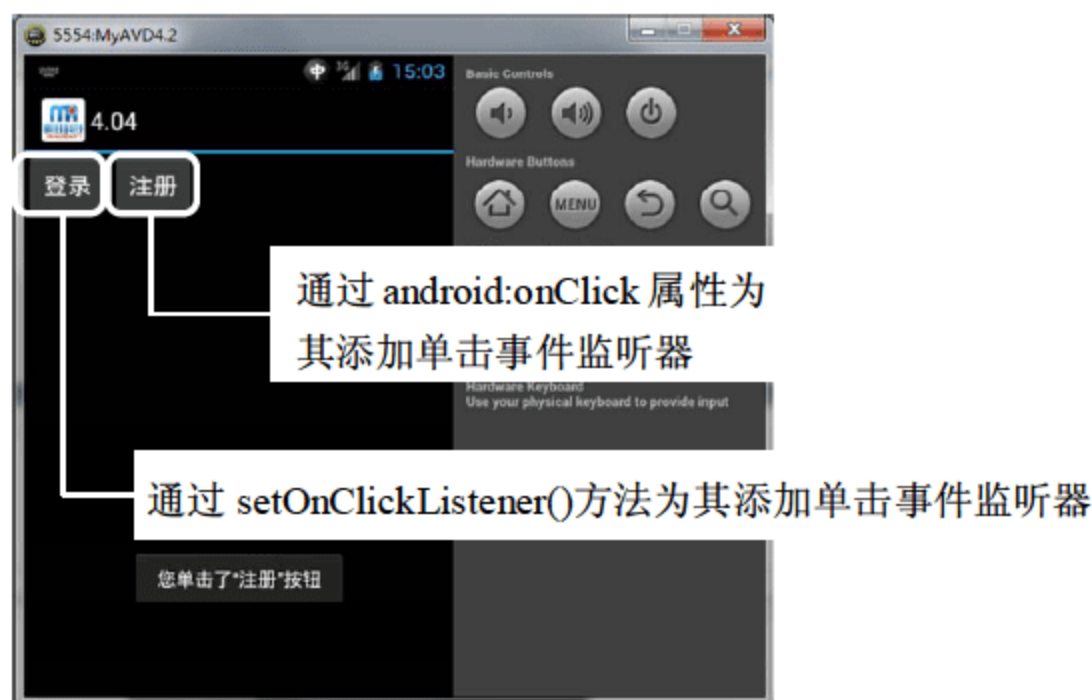 5554:MyAVD4.2
3G 15:03
4.04
Basic Controls
Hardware Buttons
MENU
登录 注册
通过 android:onClick 属性为
其添加单击事件监听器
Hardware Keyboard
Use your physical keyboard to provide input
通过 setOnClickListener()方法为其添加单击事件监听器
您单击了“注册”按钮